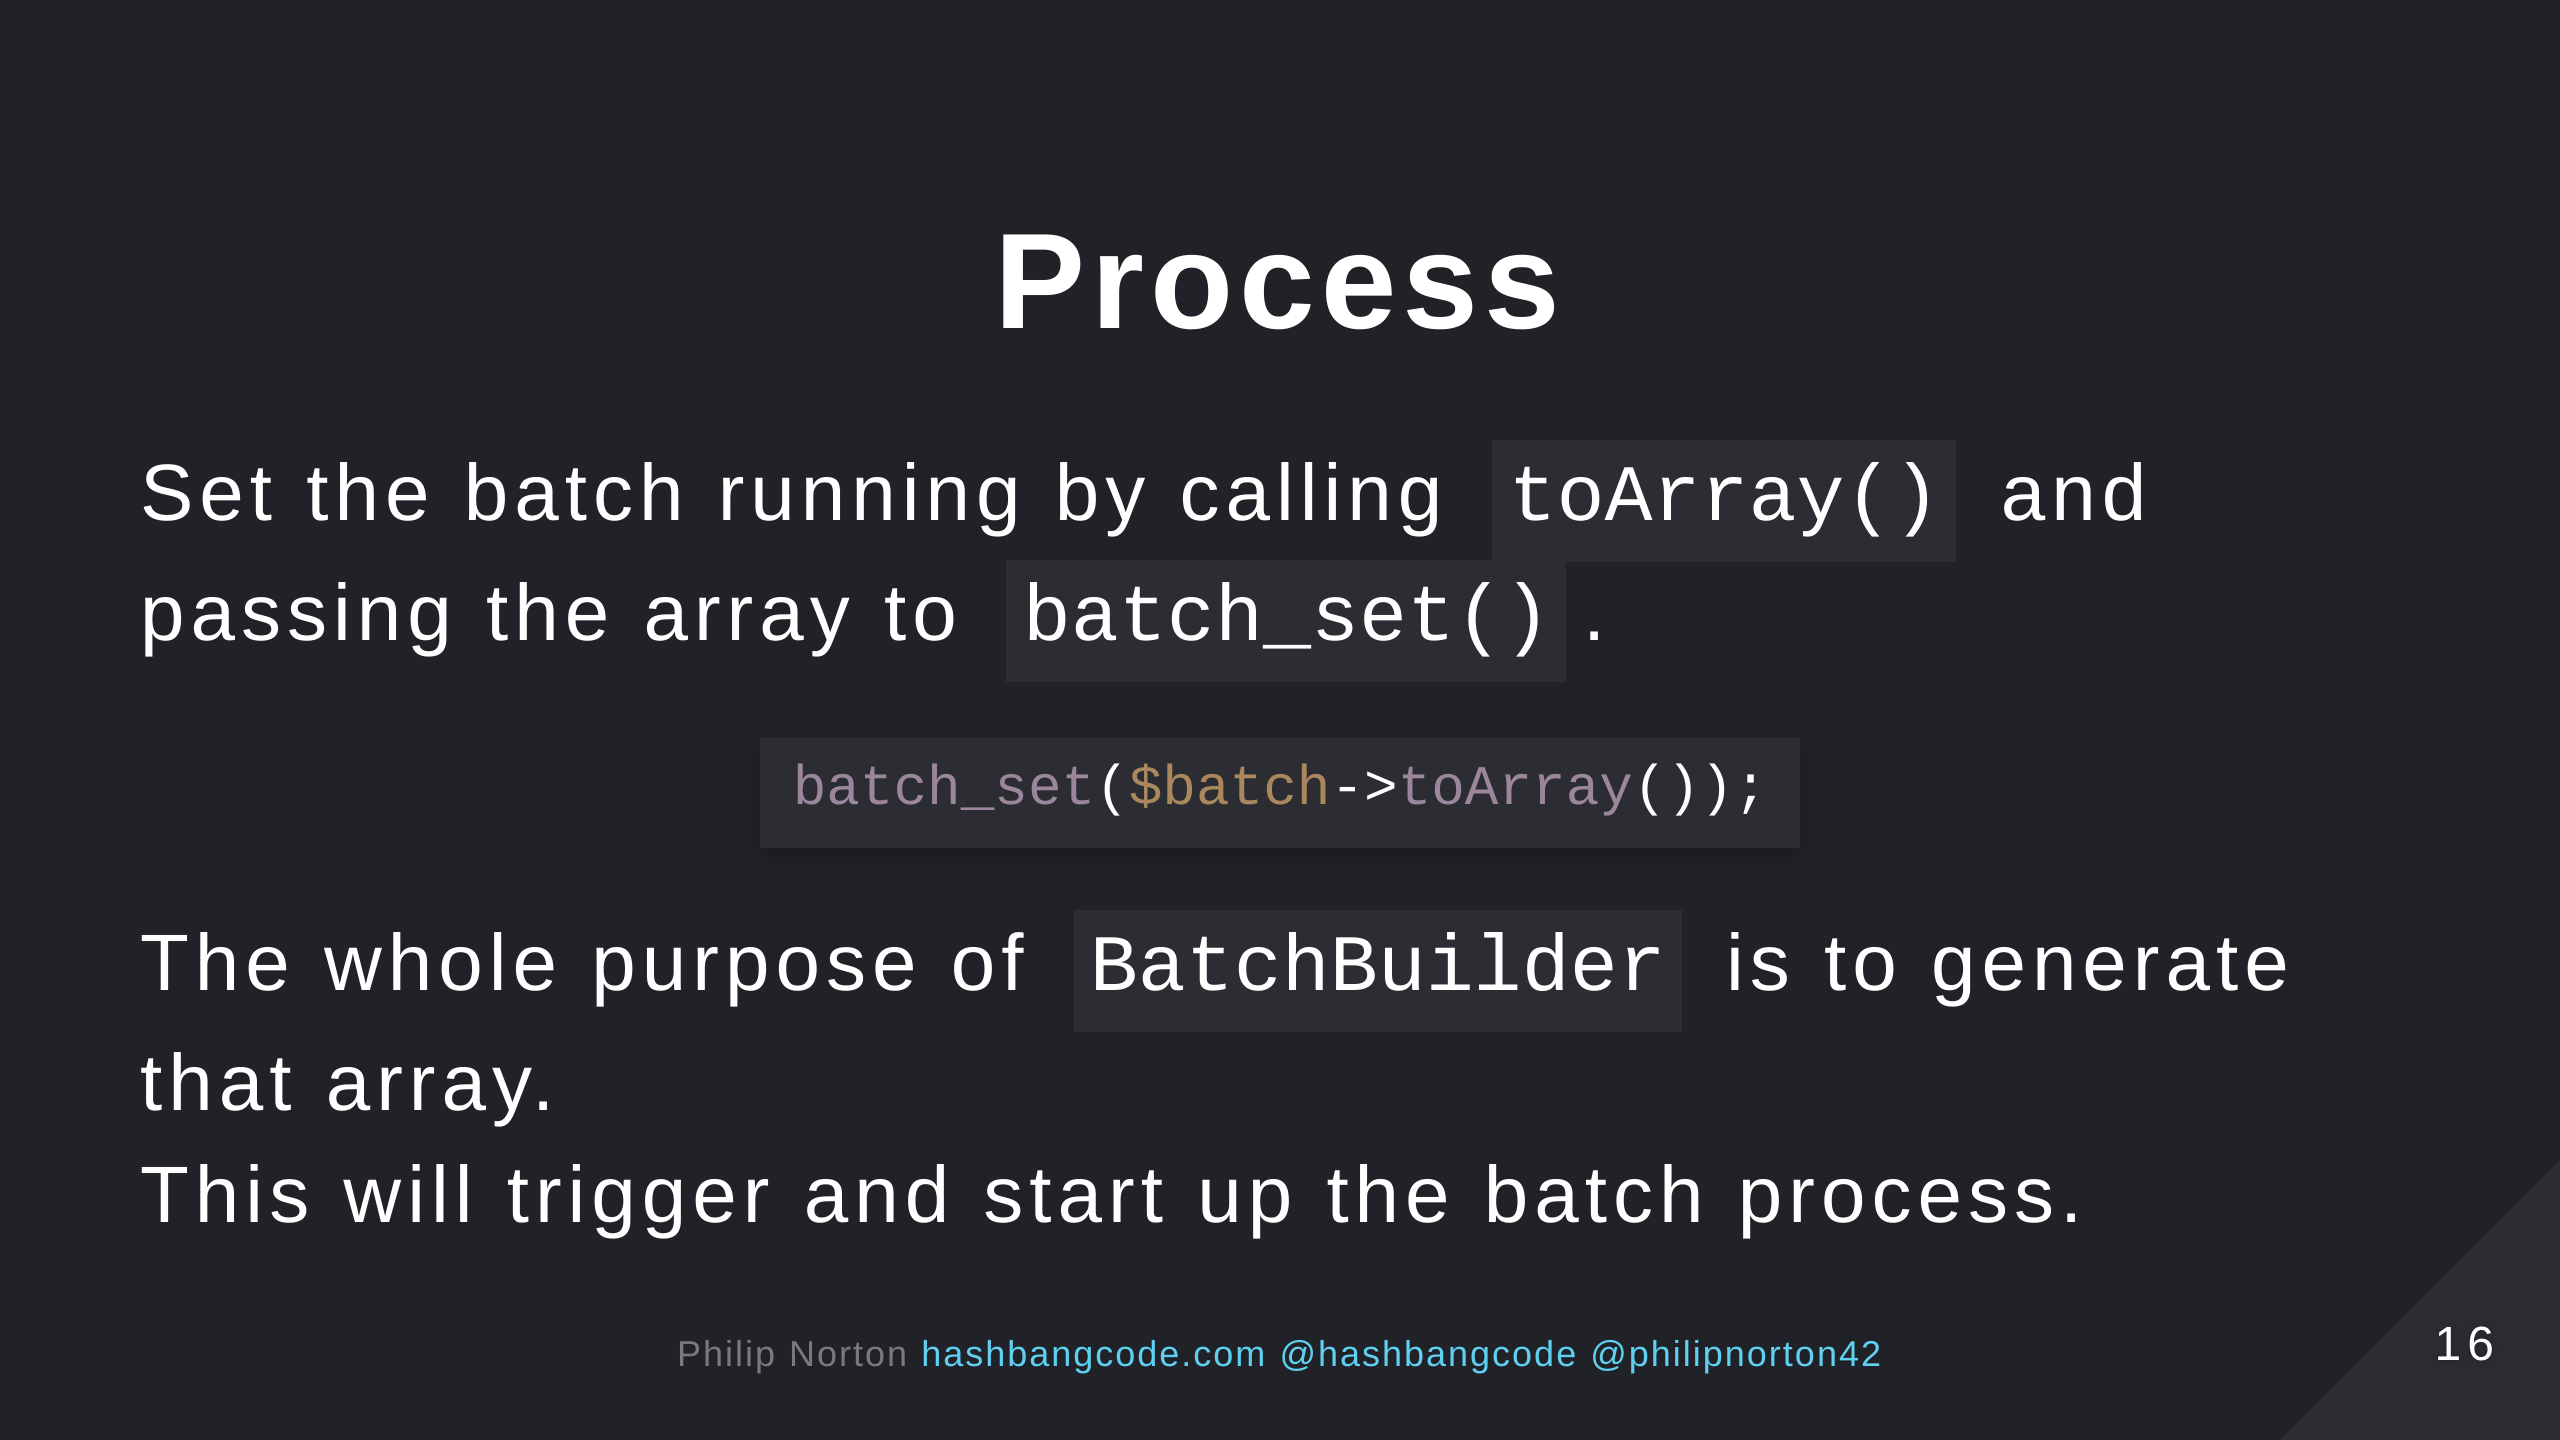 Process
Set the batch running by calling toArray() and
passing the array to batch_set().
batch_set($batch->toArray());
The whole purpose of BatchBuilder is to generate
that array.
This will trigger and start up the batch process.
Philip Norton hashbangcode.com @hashbangcode @philipnorton42
16